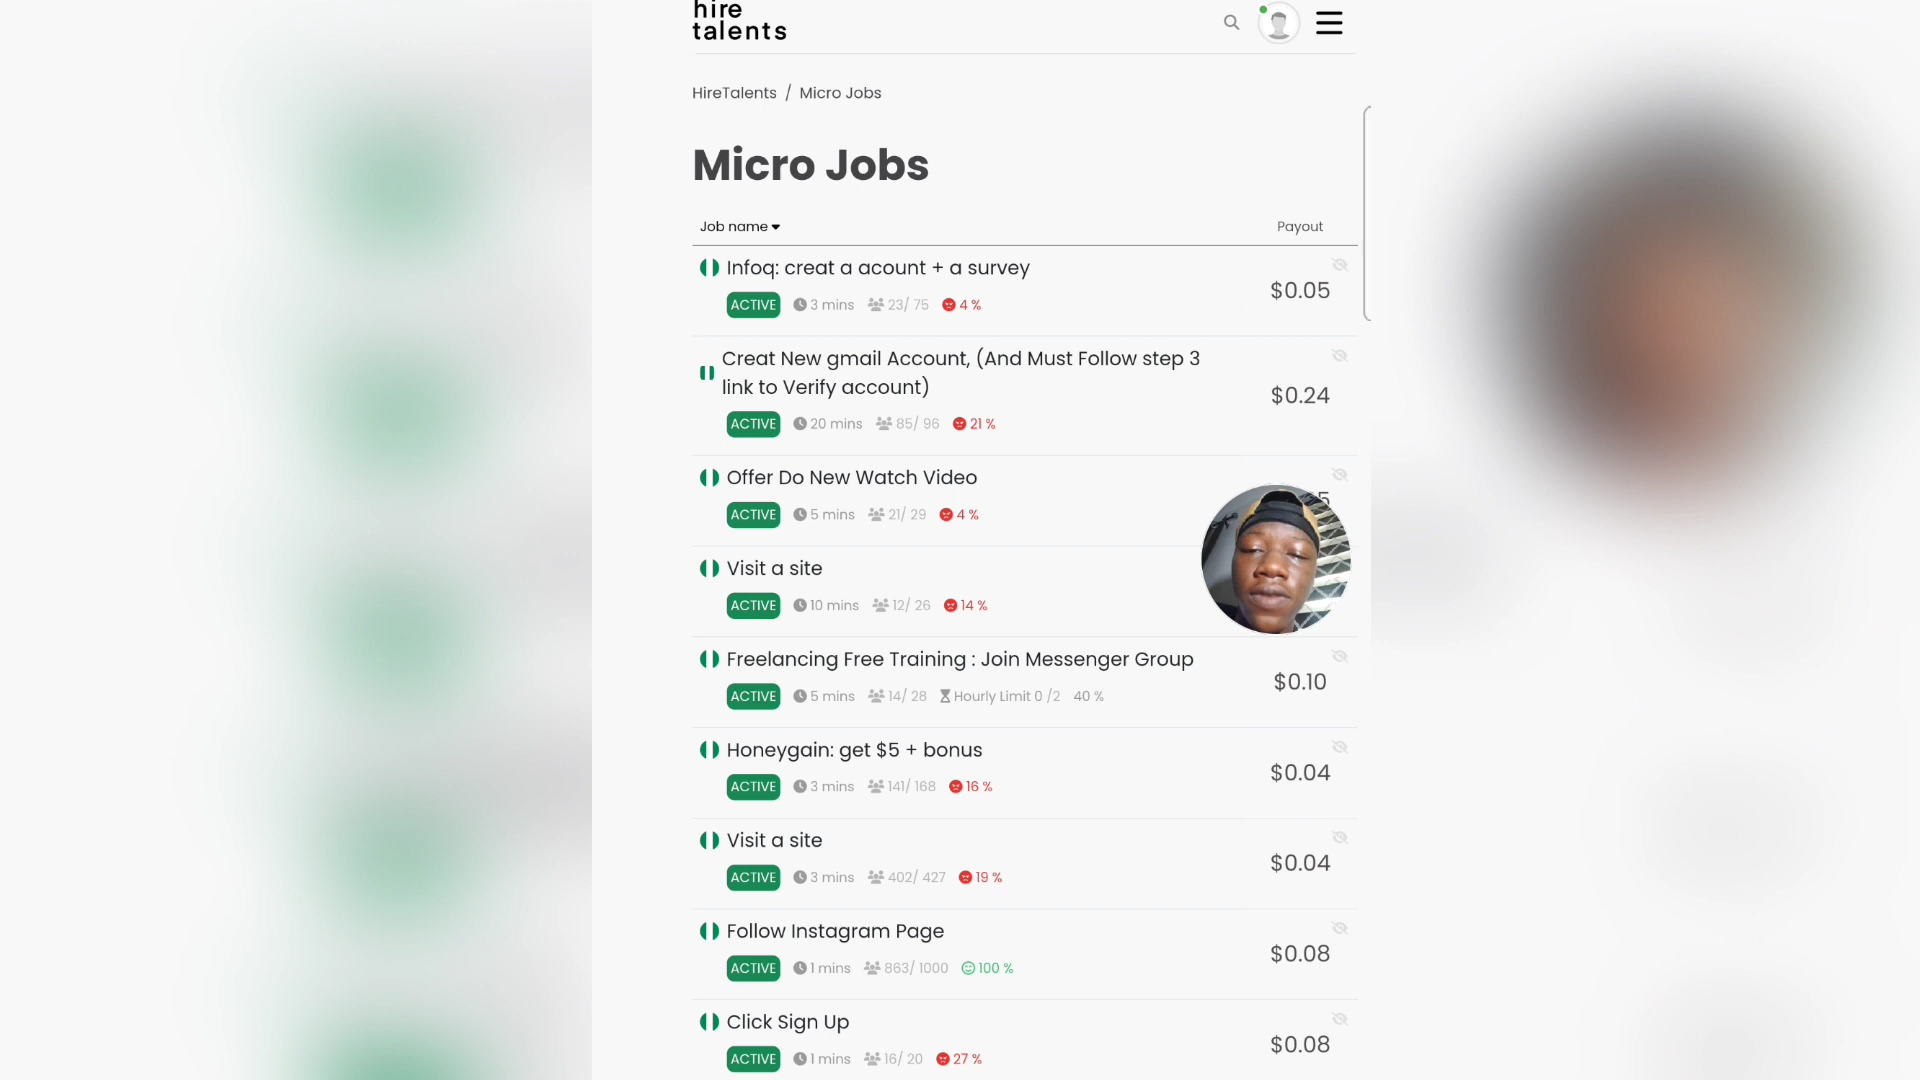 hire
talents
HireTalents / Micro Jobs
Micro Jobs
Job name Payout
Infoq: creat a acount + a survey
$0.05
ACTIVE 3 mins 23/ 75 4 %
Creat New gmail Account, (And Must Follow step 3
link to Verify account)
$0.24
ACTIVE 20 mins 85/ 96 21 %
Offer Do New Watch Video
ACTIVE 5 mins 21/ 29 4 %
Visit a site
ACTIVE 10 mins 12/ 26 14 %
Freelancing Free Training : Join Messenger Group
$0.10
ACTIVE 5 mins 14/ 28 Hourly Limit 0 /2 40 %
Honeygain: get $5 + bonus
$0.04
ACTIVE 3 mins 141/ 168 16 %
Visit a site
$0.04
ACTIVE 3 mins 402/ 427 19 %
Follow Instagram Page
$0.08
ACTIVE 1 mins 863/ 1000 100 %
Click Sign Up
$0.08
ACTIVE 1 mins 16/ 20 27 %